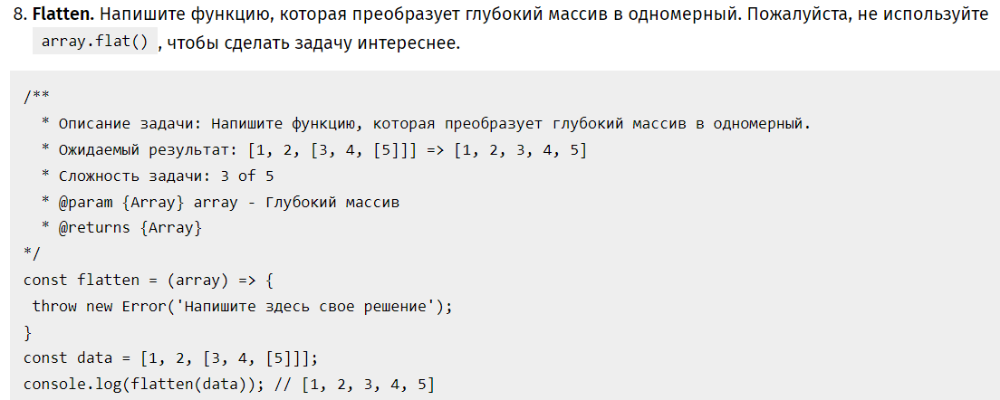 8. Flatten. Напишите функцию, которая преобразует глубокий массив в одномерный. Пожалуйста, не используйте
array.flat() , чтобы сделать задачу интереснее.
/**
  * Описание задачи: Напишите функцию, которая преобразует глубокий массив в одномерный.
  * Ожидаемый результат: [1, 2, [3, 4, [5]]] => [1, 2, 3, 4, 5]
  * Сложность задачи: 3 of 5
  * @param {Array} array - Глубокий массив
  * @returns {Array}
*/
const flatten = (array) => {
 throw new Error('Напишите здесь свое решение');
}
const data = [1, 2, [3, 4, [5]]];
console.log(flatten(data)); // [1, 2, 3, 4, 5]